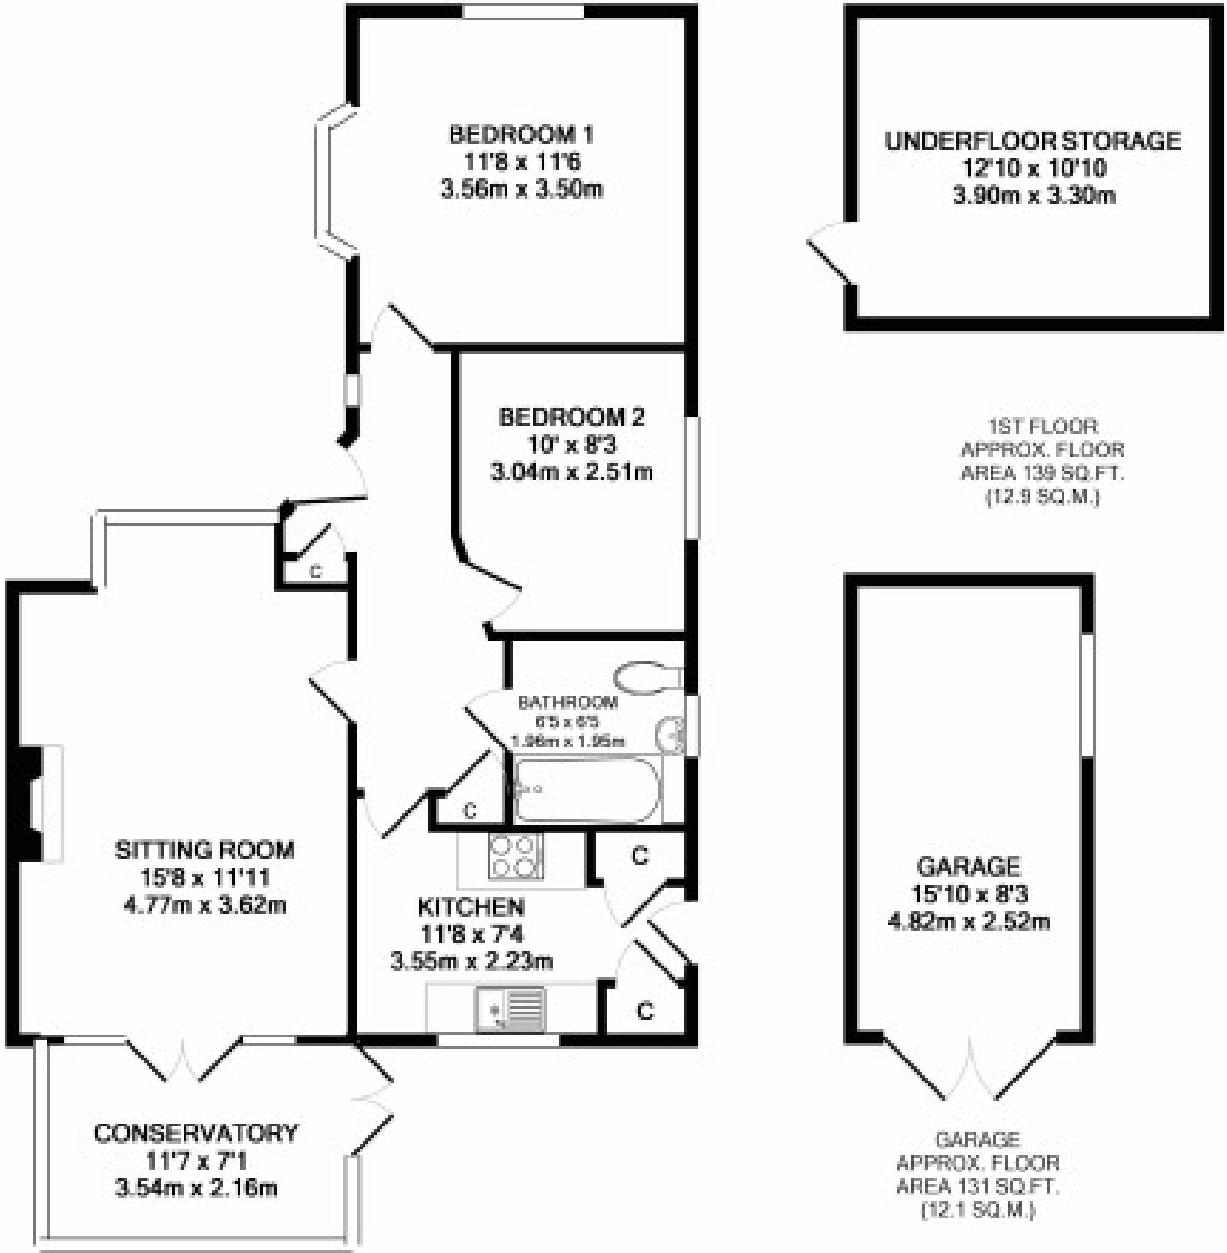 BEDROOM 1
11'8 x 11'6
3.56m x 3.50m
UNDERFLOOR STORAGE
12'10 x 10'10
3.90m x 3.30m
BEDROOM 2
10' x 8'3
3.04m x 2.51m
1ST FLOOR
APPROX. FLOOR
AREA 139 SQ.FT.
(12.9 SQ.M.)
C
BATHROOM
6'5 x 6'5
1.96m x 1.95m
C
SITTING ROOM
15'8 x 11'11
4.77m x 3.62m
C
KITCHEN
11'8 x 7'4
3.55m x 2.23m
C
GARAGE
15'10 x 8'3
4.82m x 2.52m
CONSERVATORY
11'7 x 7'1
3.54m x 2.16m
GARAGE
APPROX. FLOOR
AREA 131 SQ.FT.
(12.1 SQ.M.)